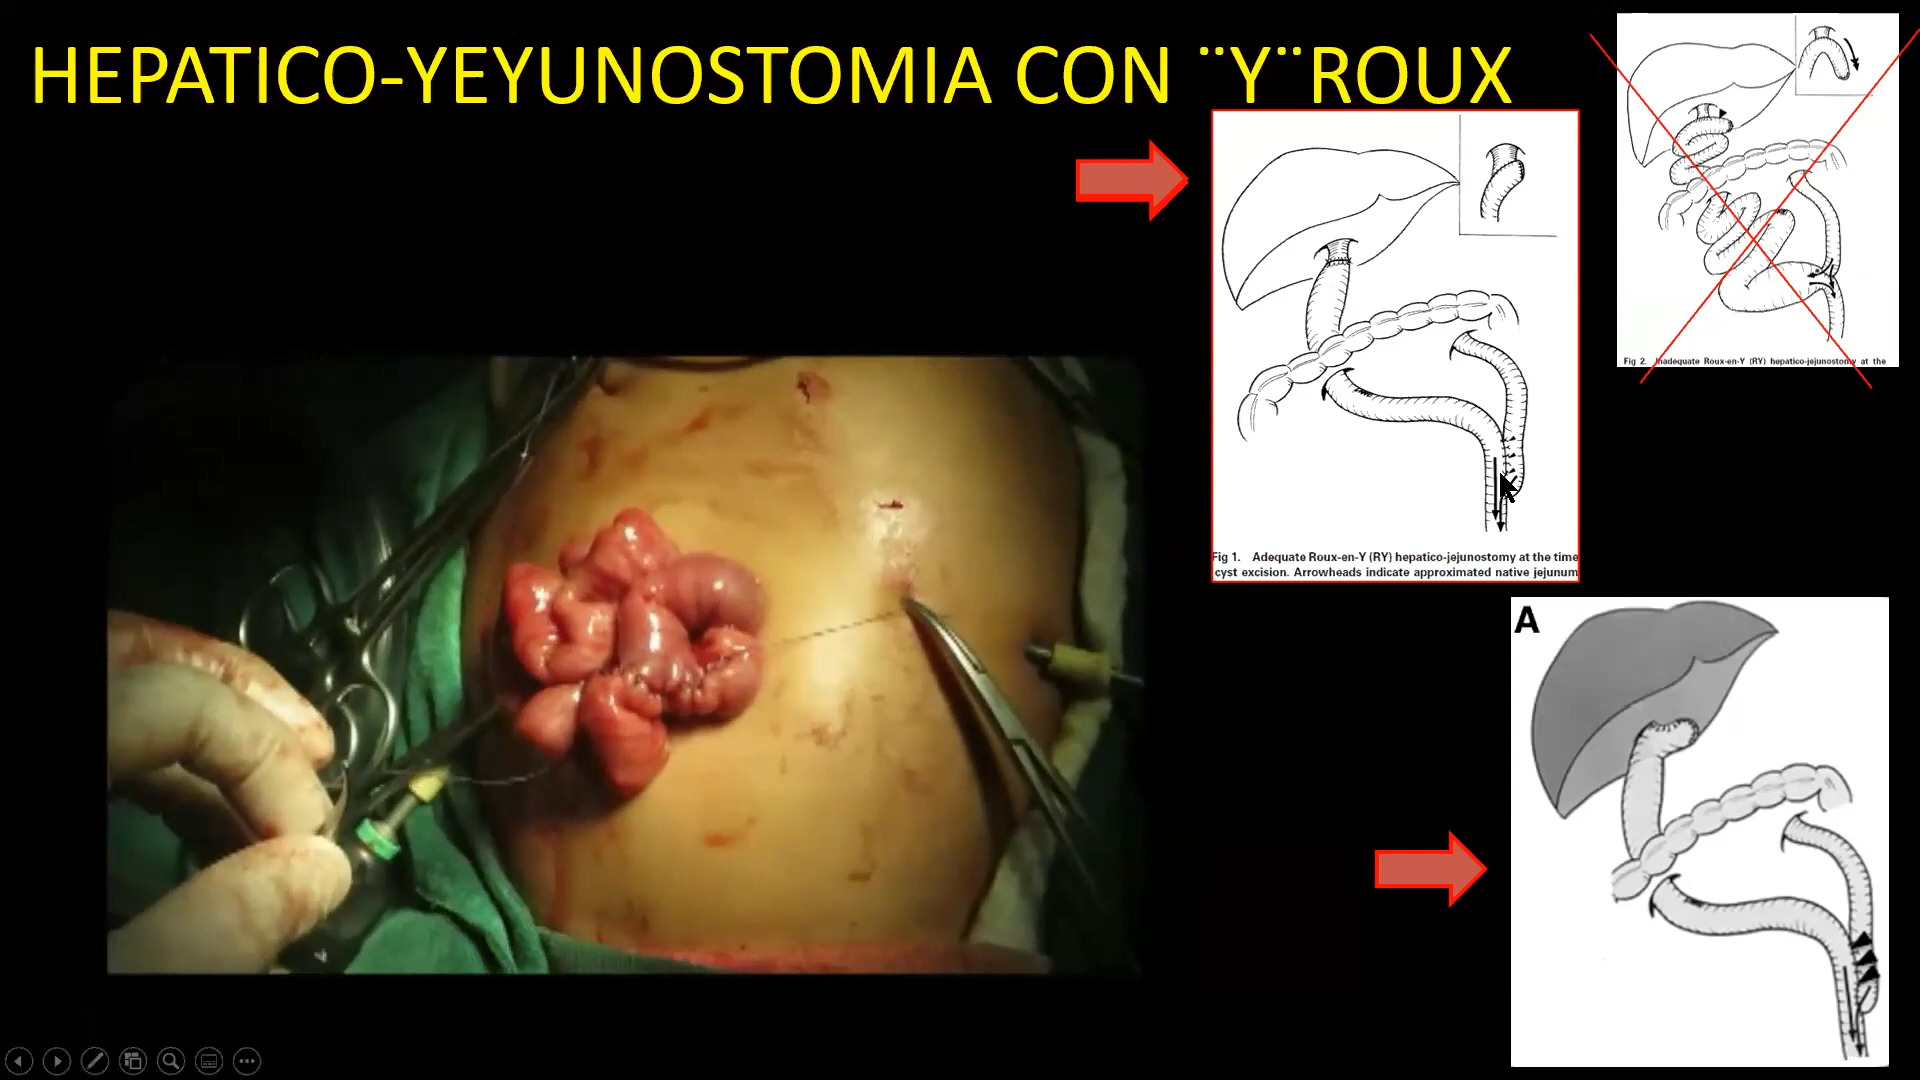 HEPATICO-YEYUNOSTOMIA CON ¨Y¨ROUX
Fig 2. Inadequate Roux-en-Y (RY) hepatico-jejunostomy at the
Fig 1. Adequate Roux-en-Y (RY) hepatico-jejunostomy at the time
cyst excision. Arrowheads indicate approximated native jejunum
A